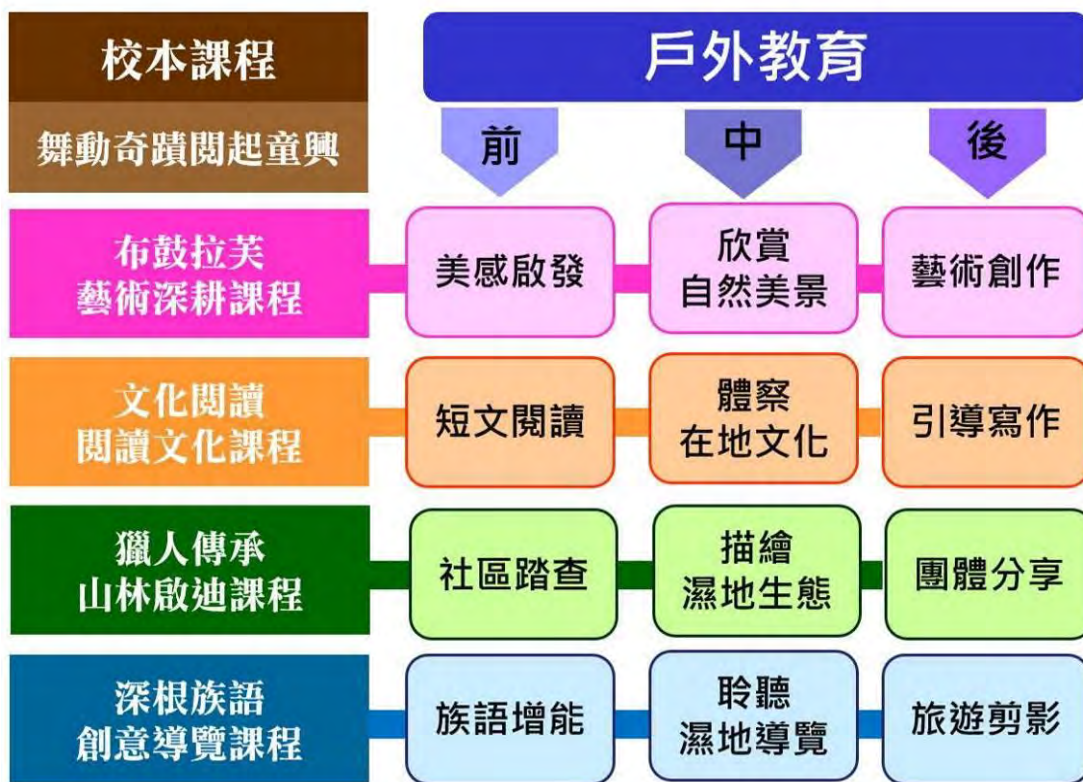 校本課程
戶外教育
舞動奇蹟閱起童興
前
中
後
布鼓拉芙
藝術深耕課程
美感啟發
欣賞
自然美景
藝術創作
文化閱讀
閱讀文化課程
短文閱讀
體察
在地文化
引導寫作
獵人傳承
山林啟迪課程
社區踏查
描繪
濕地生態
團體分享
深根族語
創意導覽課程
族語增能
聆聽
濕地導覽
旅遊剪影